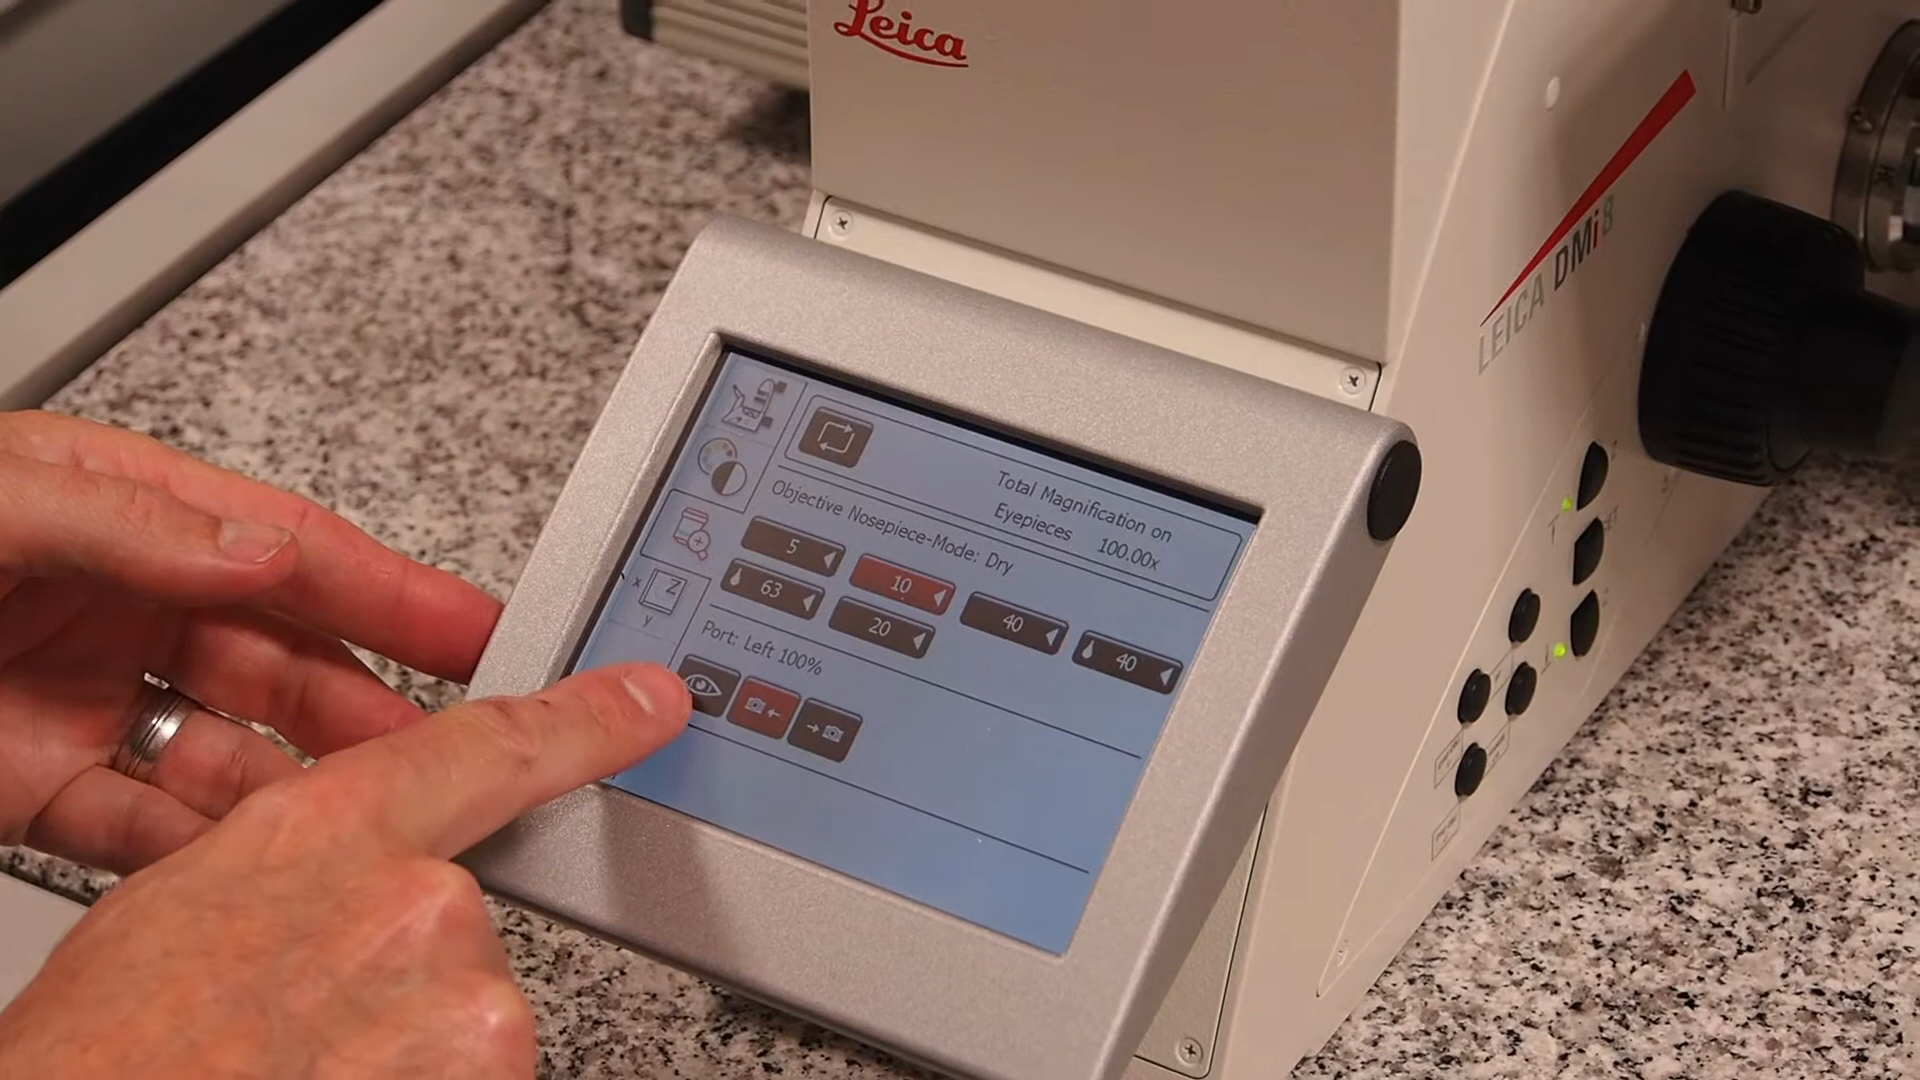 Leica
LEICA DMi8
Total Magnification on
Eyepieces 100.00x
Objective Nosepiece-Mode: Dry
5
10
40
40
63
20
Port: Left 100%
x
Z
y